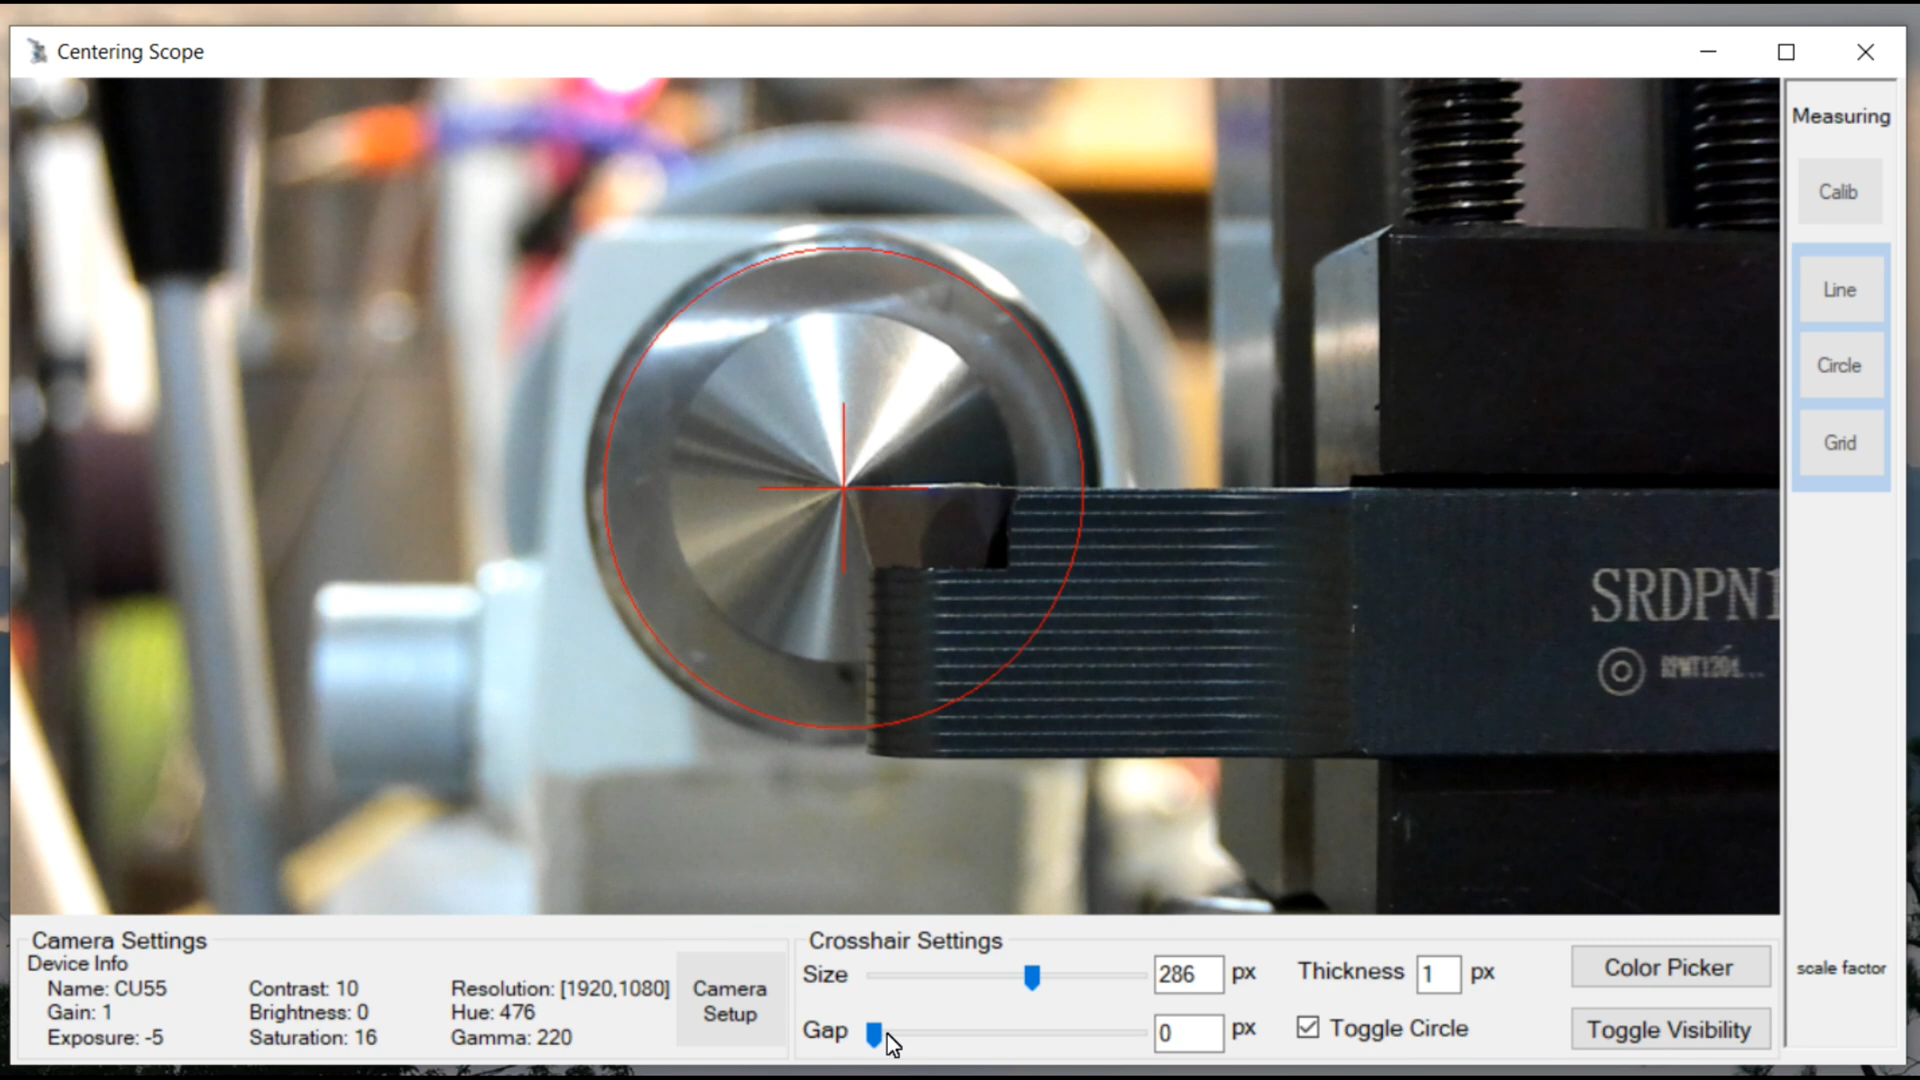 Centering Scope
Measuring
Calib
Line
Circle
Grid
SRDPN1
scale factor
Camera Settings
Device Info
Name: CU55
Gain: 1
Exposure: -5
Contrast: 10
Brightness: 0
Saturation: 16
Resolution: [1920,1080]
Hue: 476
Gamma: 220
Camera
Setup
Crosshair Settings
Size 286 px
Thickness 1 px
Color Picker
Gap 0 px
Toggle Circle
Toggle Visibility